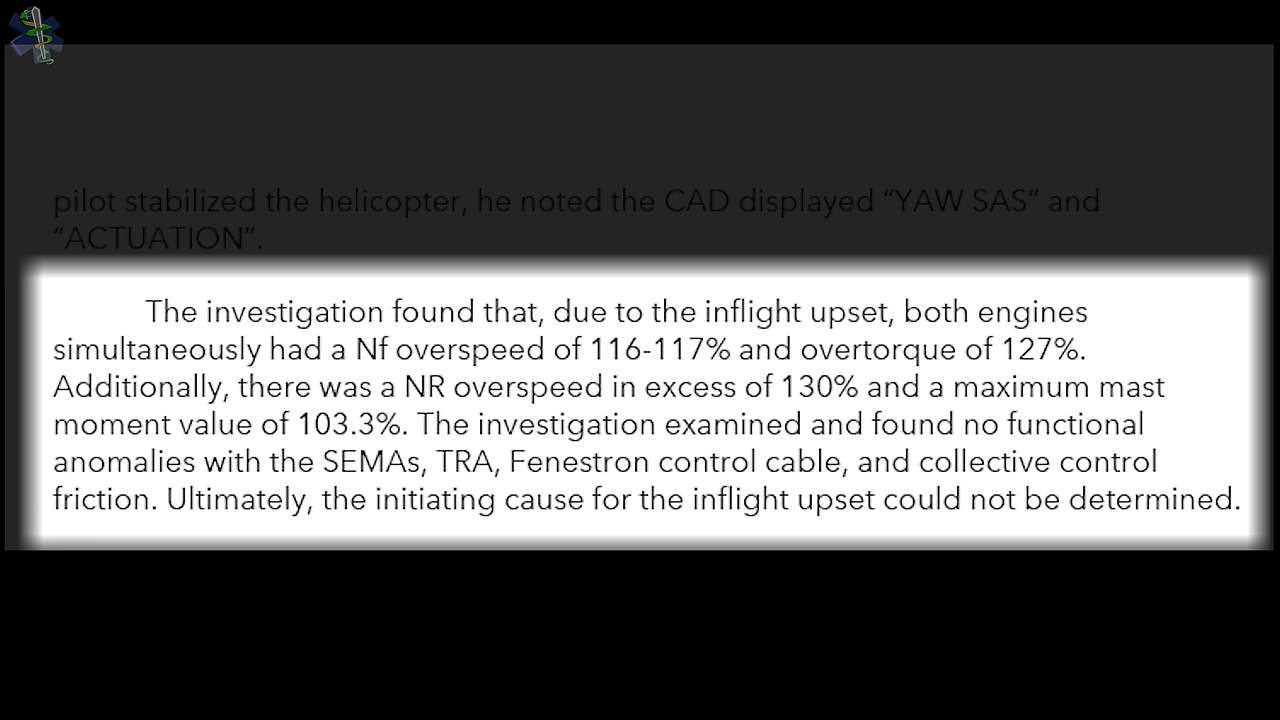 pilot stabilized the helicopter, he noted the CAD displayed “YAW SAS” and
“ACTUATION”.
The investigation found that, due to the inflight upset, both engines
simultaneously had a Nf overspeed of 116-117% and overtorque of 127%.
Additionally, there was a NR overspeed in excess of 130% and a maximum mast
moment value of 103.3%. The investigation examined and found no functional
anomalies with the SEMAs, TRA, Fenestron control cable, and collective control
friction. Ultimately, the initiating cause for the inflight upset could not be determined.